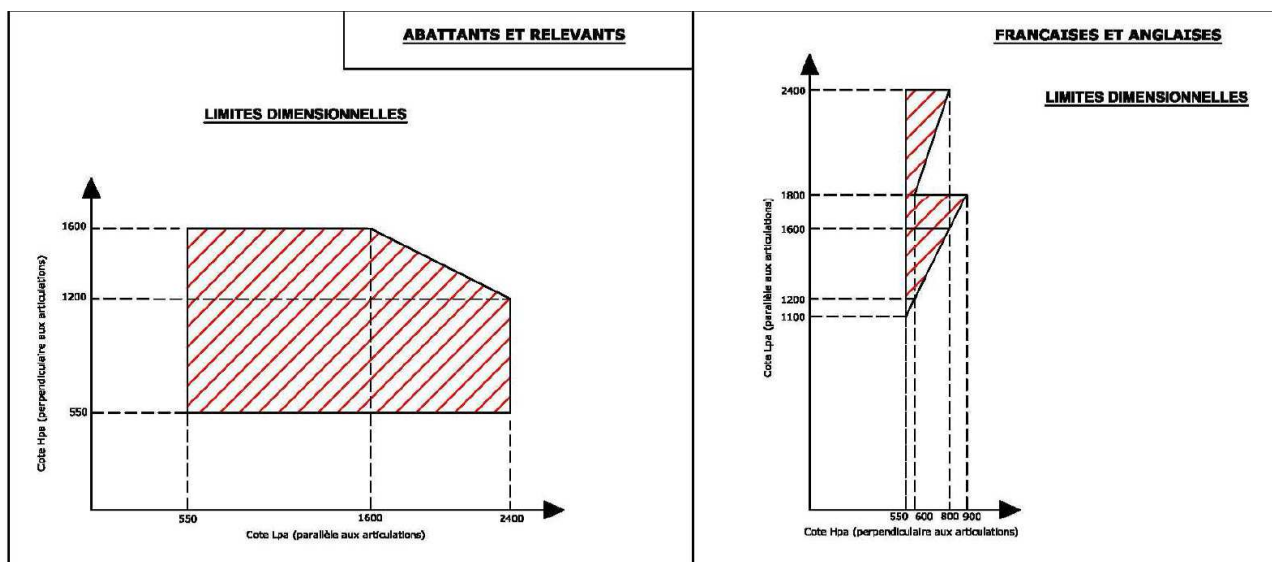 ABATTANTS ET RELEVANTS
LIMITES DIMENSIONNELLES
1600
1200
550
Cote Hpa (perpendiculaire aux articulations)
550
1600
2400
Cote Lpa (parallèle aux articulations)
FRANCAISES ET ANGLAISES
LIMITES DIMENSIONNELLES
2400
1800
1600
1200
1100
Cote Lpa (parallèle aux articulations)
550
600
800
900
Cote Hpa (perpendiculaire aux articulations)